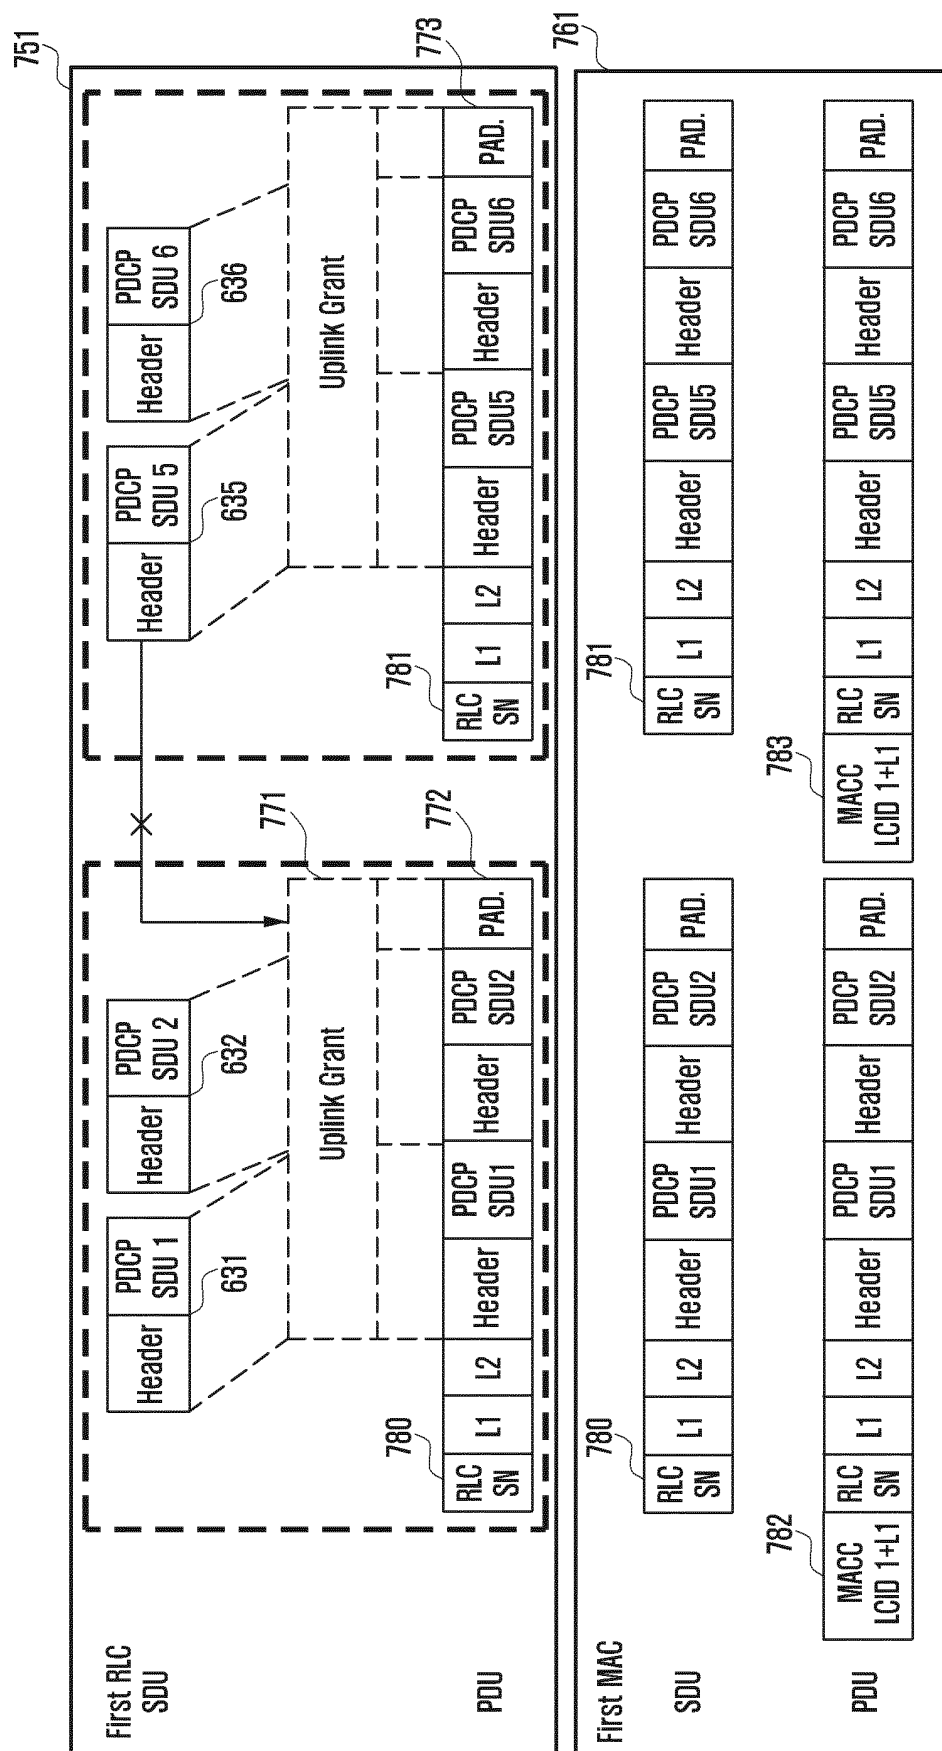 751
First RLC
SDU
Header
PDCP
SDU 1
631
Header
PDCP
SDU 2
632
Header
PDCP
SDU 5
635
Header
PDCP
SDU 6
636
771
Uplink Grant
Uplink Grant
PDU
780
RLC
SN
L1
L2
Header
PDCP
SDU1
Header
PDCP
SDU2
PAD.
772
781
RLC
SN
L1
L2
Header
PDCP
SDU5
Header
PDCP
SDU6
PAD.
773
761
First MAC
SDU
780
RLC
SN
L1
L2
Header
PDCP
SDU1
Header
PDCP
SDU2
PAD.
781
RLC
SN
L1
L2
Header
PDCP
SDU5
Header
PDCP
SDU6
PAD.
PDU
782
MACC
LCID 1+L1
RLC
SN
L1
L2
Header
PDCP
SDU1
Header
PDCP
SDU2
PAD.
783
MACC
LCID 1+L1
RLC
SN
L1
L2
Header
PDCP
SDU5
Header
PDCP
SDU6
PAD.